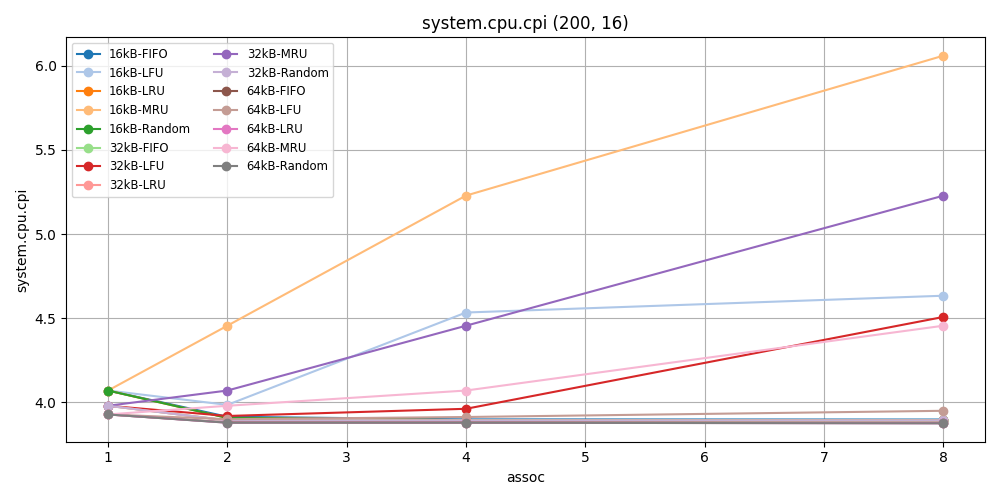 system.cpu.cpi (200, 16)
16kB-FIFO
16kB-LFU
16kB-LRU
16kB-MRU
16kB-Random
32kB-FIFO
32kB-LFU
32kB-LRU
32kB-MRU
32kB-Random
64kB-FIFO
64kB-LFU
64kB-LRU
64kB-MRU
64kB-Random
system.cpu.cpi
6.0
5.5
5.0
4.5
4.0
1
2
3
4
5
6
7
8
assoc